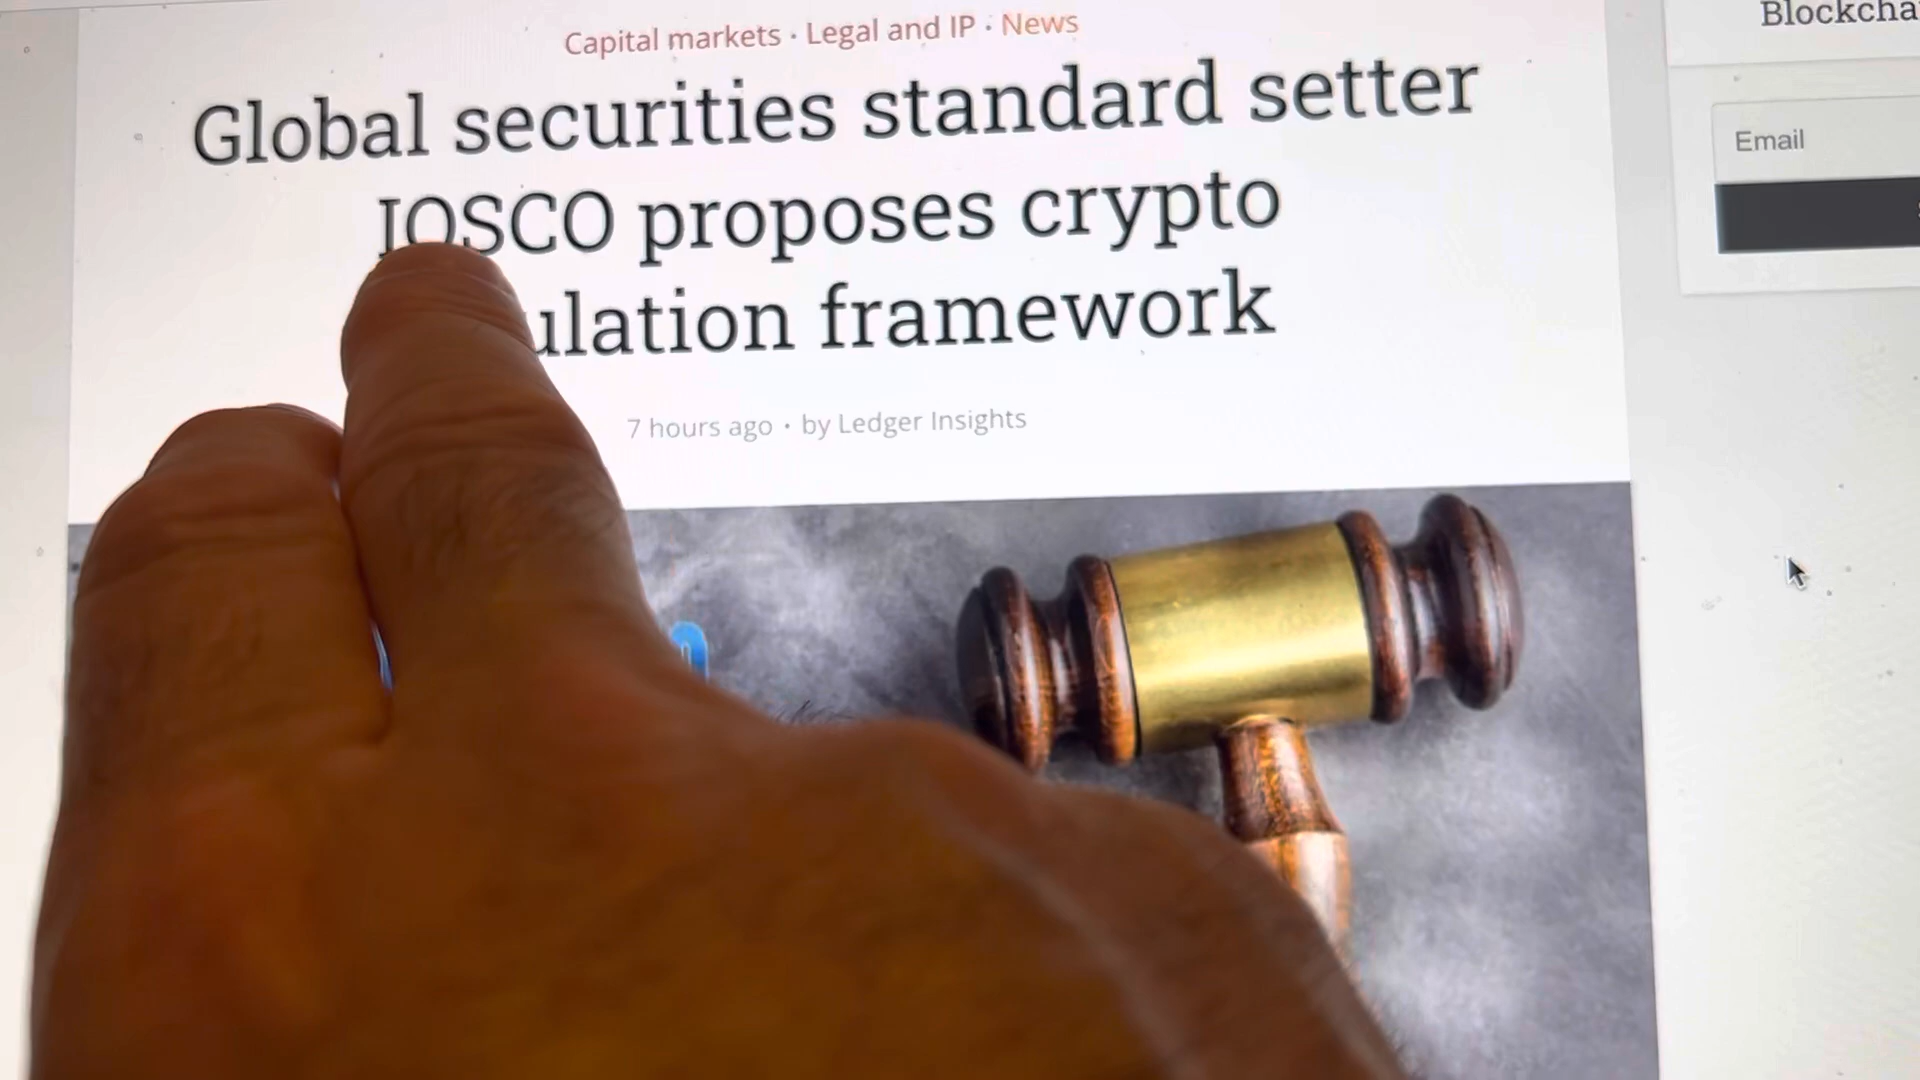 Blockcha
Capital markets · Legal and IP · News
Global securities standard setter
IOSCO proposes crypto
ulation framework
7 hours ago · by Ledger Insights
Email